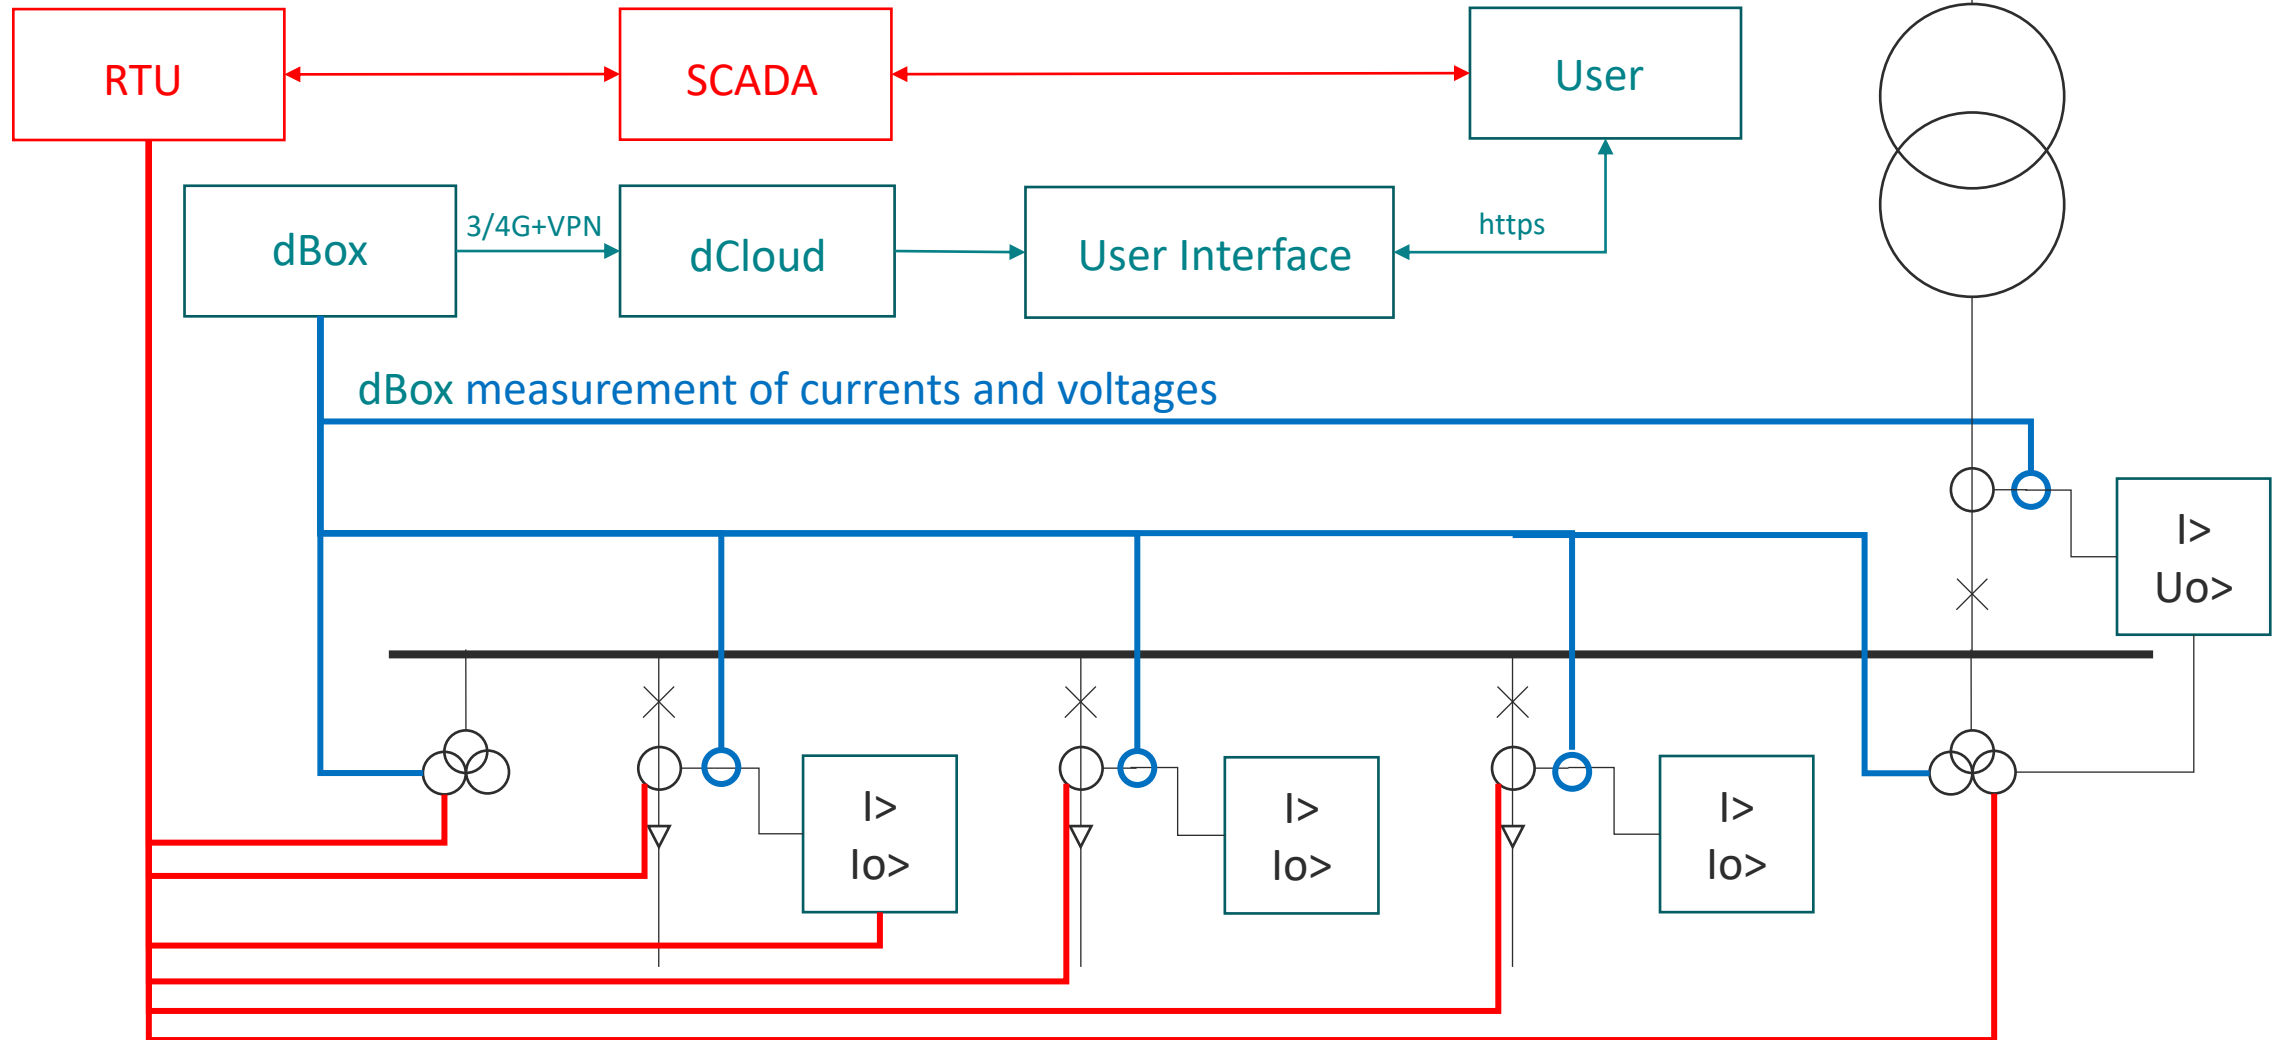 RTU
SCADA
User
dBox
3/4G+VPN
dCloud
User Interface
https
dBox measurement of currents and voltages
I>
Uo>
I>
Io>
I>
Io>
I>
Io>